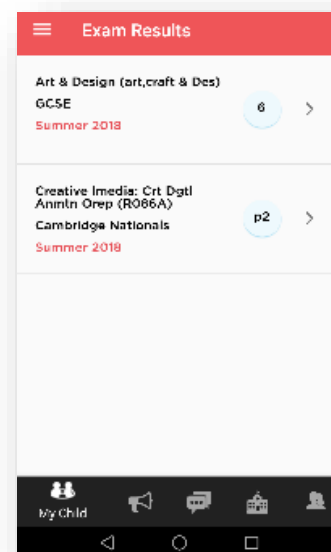 Exam Results
Art & Design (art,craft & Des)
GCSE
6
Summer 2018
Creative Imedia: Crt Dgtl
Anmtn Orep (R086A)
p2
Cambridge Nationals
Summer 2018
My Child